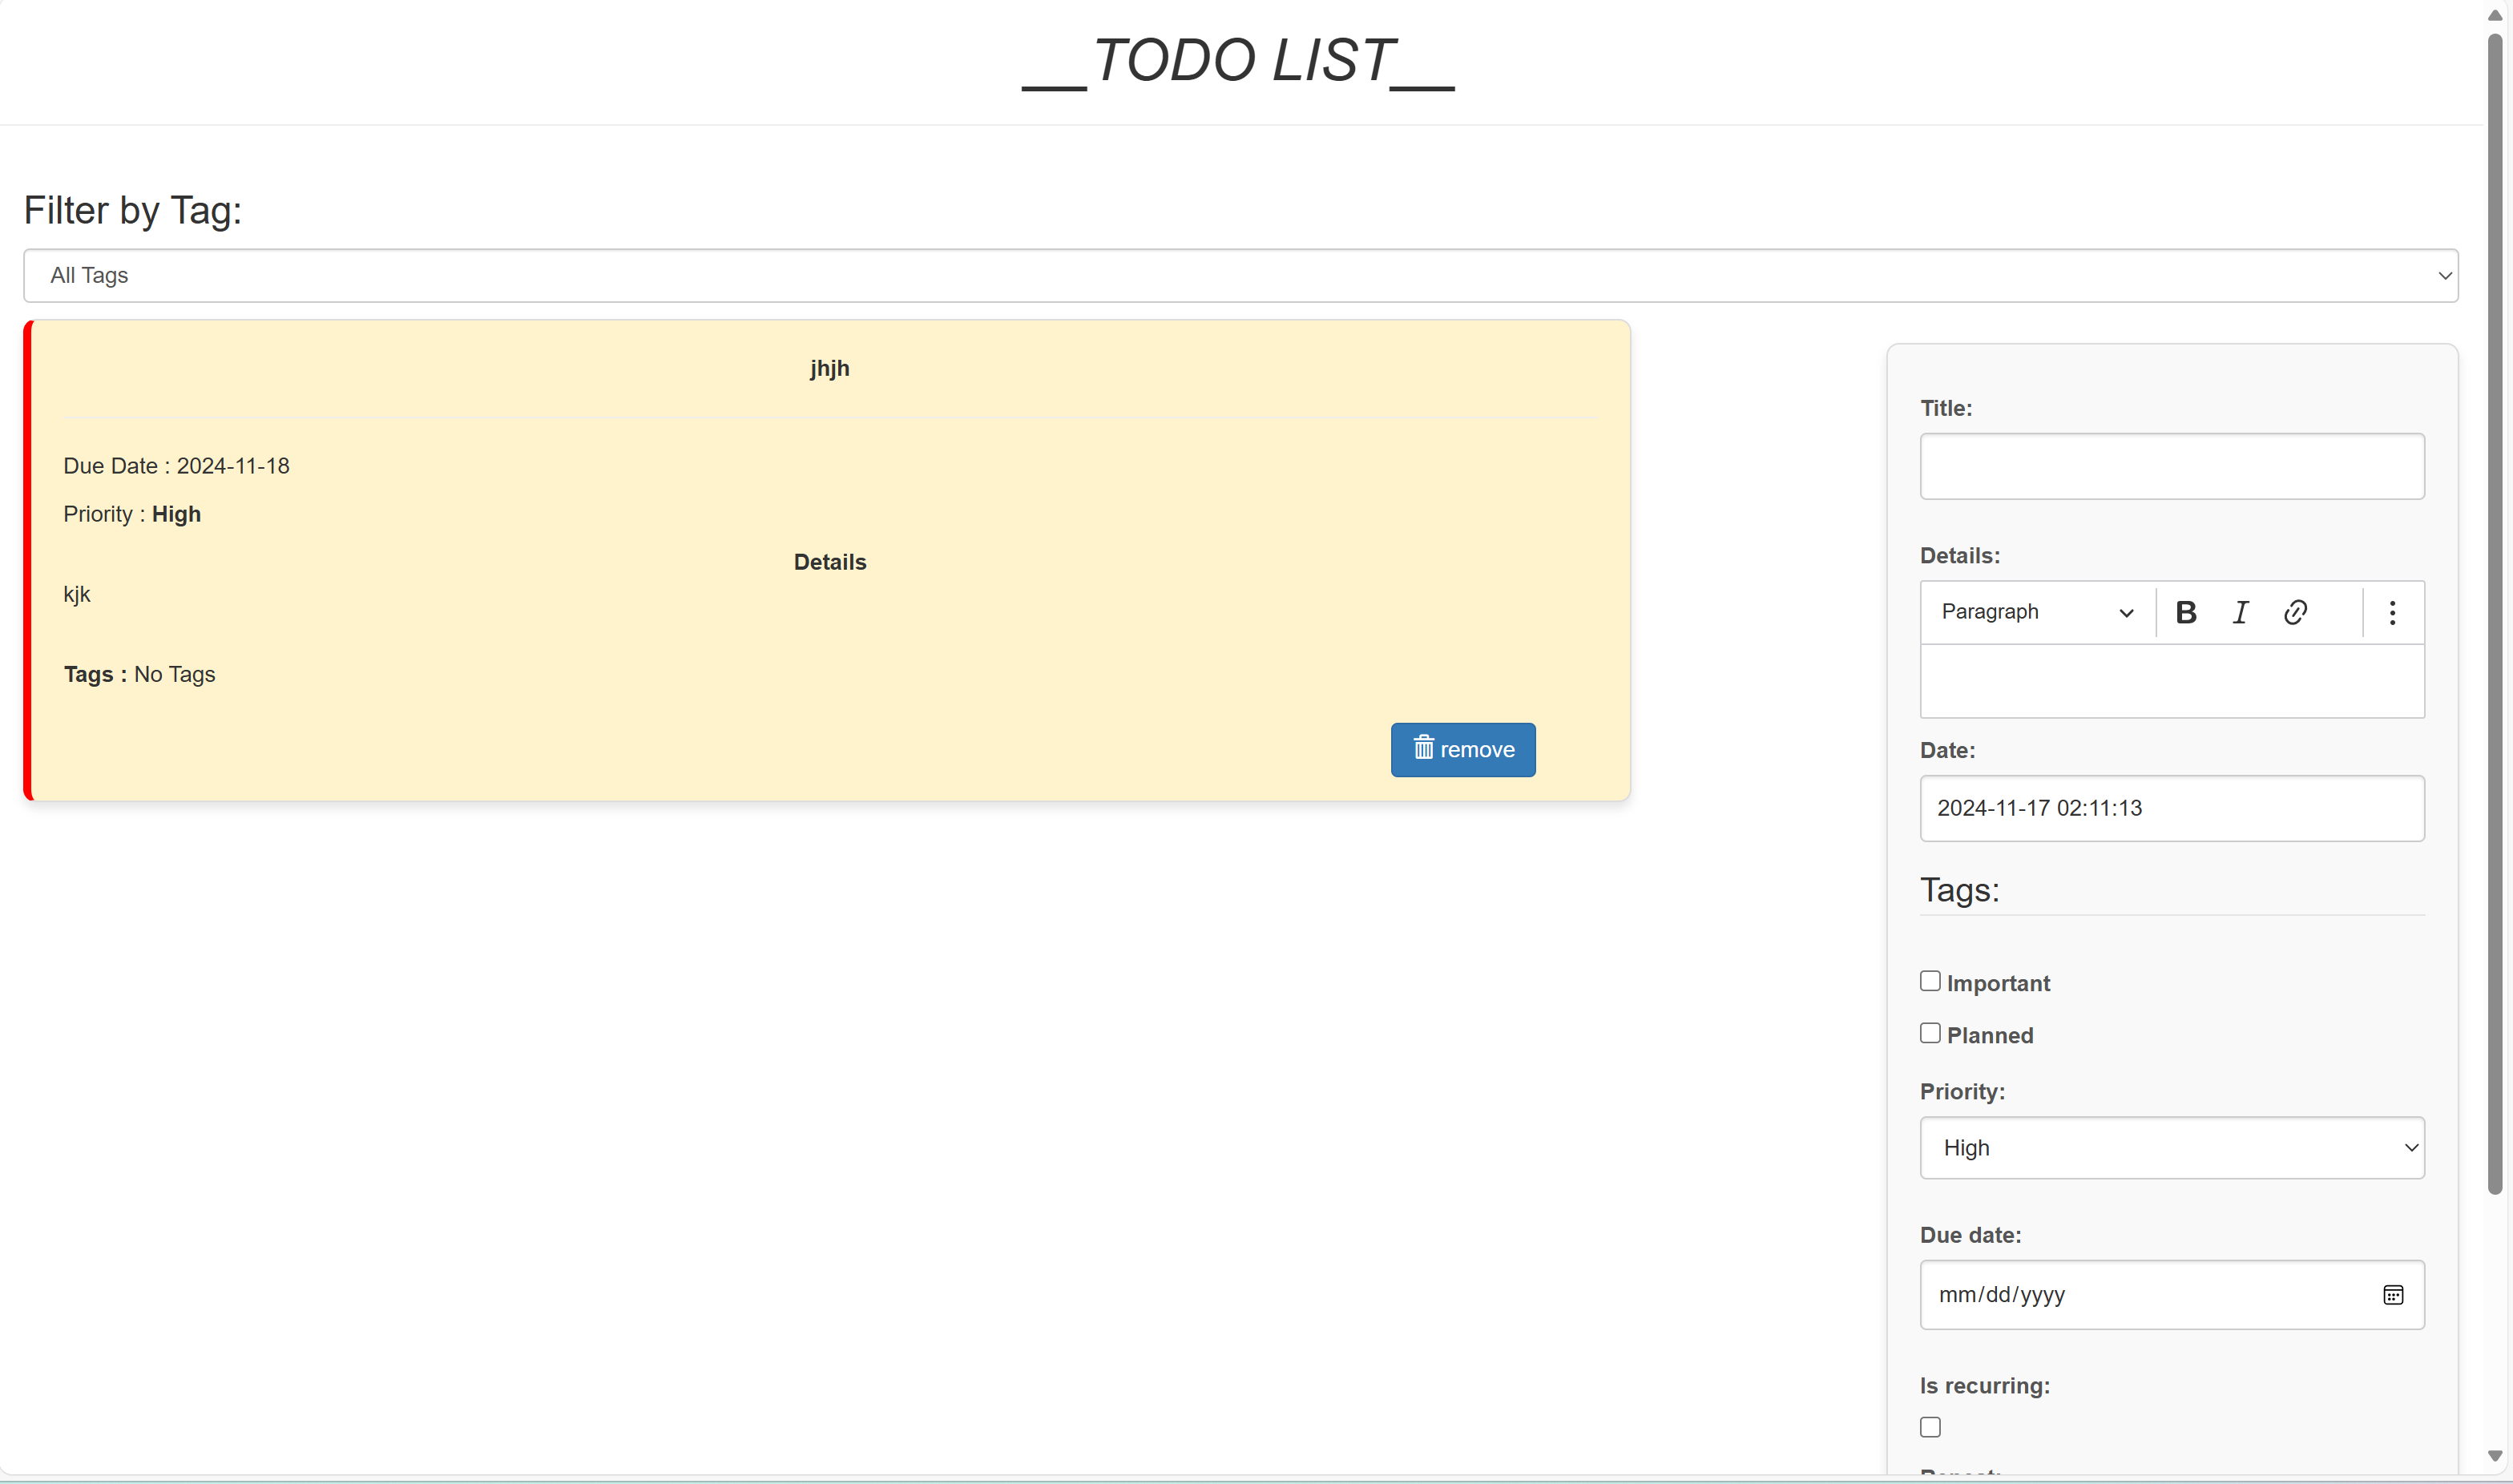 __TODO LIST__
Filter by Tag:
All Tags
jhjh
Due Date : 2024-11-18
Priority : High
Details
kjk
Tags : No Tags
remove
Title:
Details:
Paragraph B I
Date:
2024-11-17 02:11:13
Tags:
Important
Planned
Priority:
High
Due date:
mm/dd/yyyy
Is recurring: